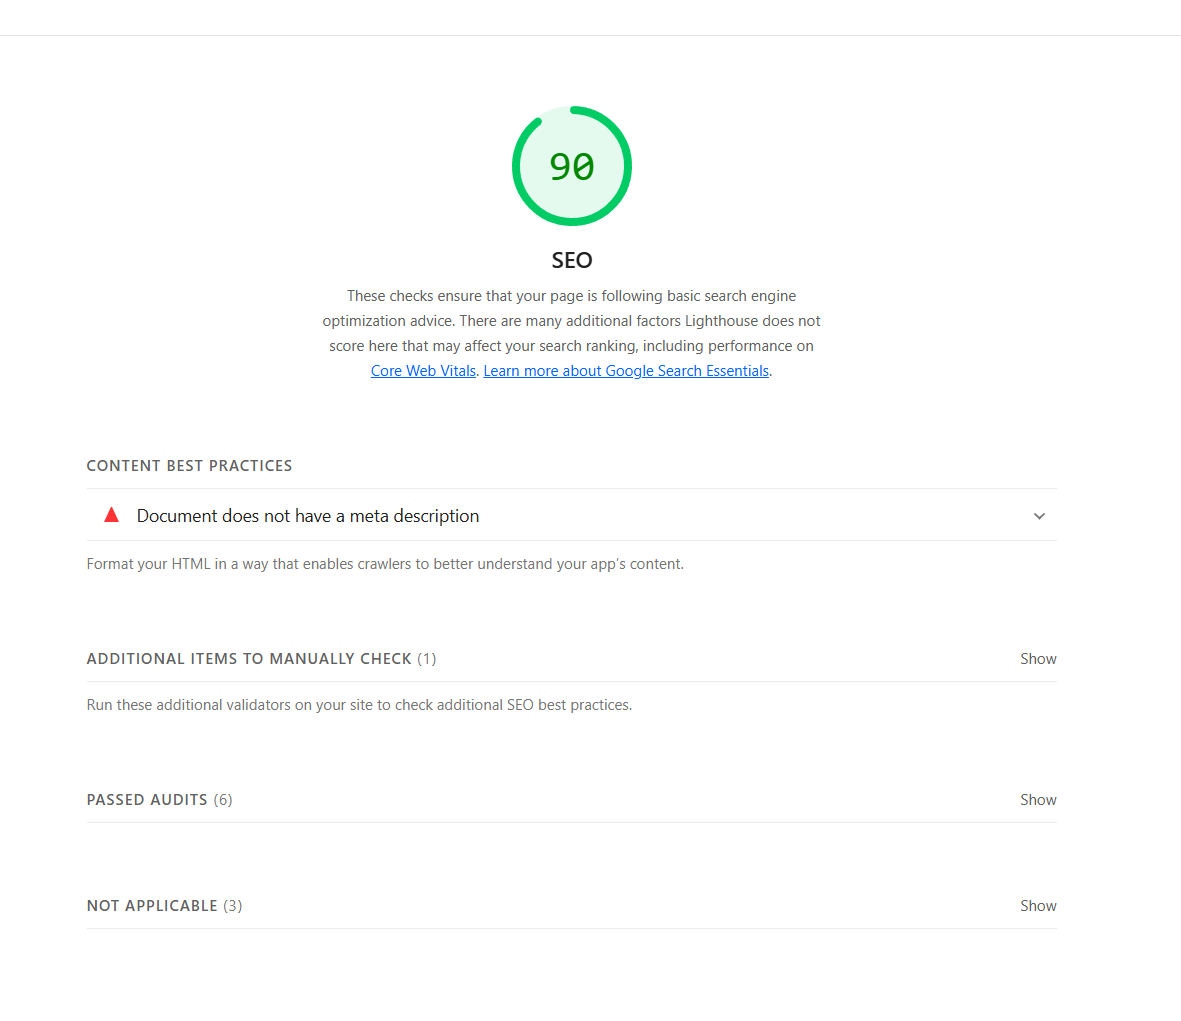 90
SEO
These checks ensure that your page is following basic search engine
optimization advice. There are many additional factors Lighthouse does not
score here that may affect your search ranking, including performance on
Core Web Vitals. Learn more about Google Search Essentials.
CONTENT BEST PRACTICES
Document does not have a meta description
Format your HTML in a way that enables crawlers to better understand your app's content.
ADDITIONAL ITEMS TO MANUALLY CHECK (1) Show
Run these additional validators on your site to check additional SEO best practices.
PASSED AUDITS (6) Show
NOT APPLICABLE (3) Show